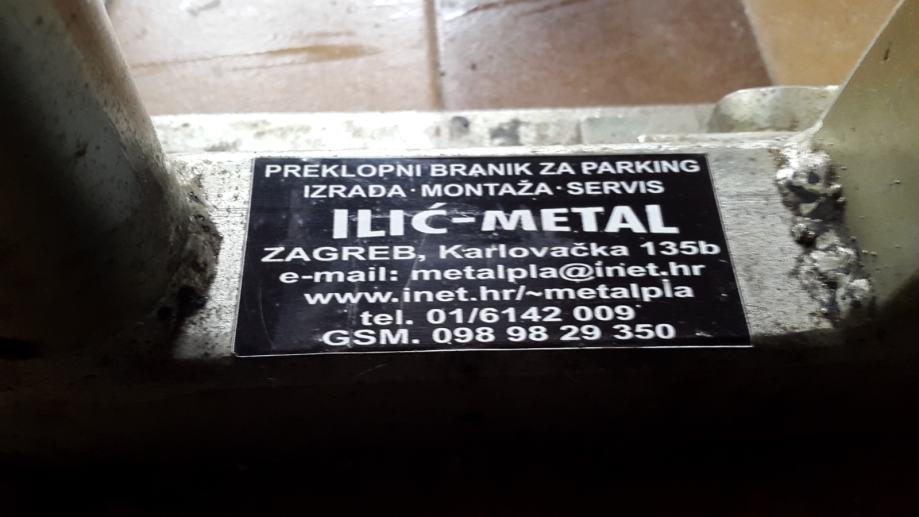 PREKLOPNI BRANIK ZA PARKING
IZRAĐA · MONTAŽA · SERVIS
ILIĆ-METAL
ZAGREB, Karlovačka 135b
e-mail: metalpla@inet.hr
www.inet.hr/~metalpla
tel. 01/6142 009
GSM. 098 98 29 350